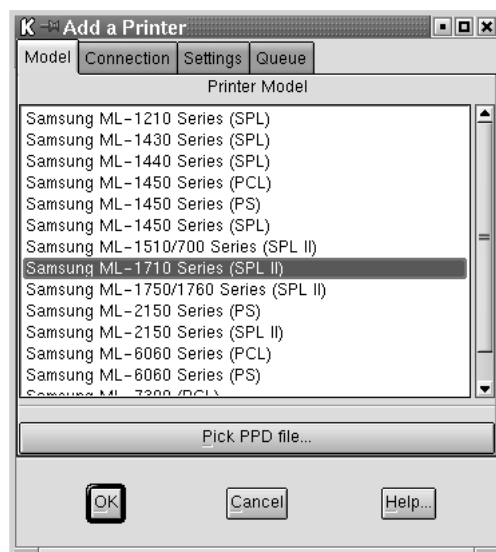 K Add a Printer
Model Connection Settings Queue
Printer Model
Samsung ML-1210 Series (SPL)
Samsung ML-1430 Series (SPL)
Samsung ML-1440 Series (SPL)
Samsung ML-1450 Series (PCL)
Samsung ML-1450 Series (PS)
Samsung ML-1450 Series (SPL)
Samsung ML-1510/700 Series (SPL II)
Samsung ML-1710 Series (SPL II)
Samsung ML-1750/1760 Series (SPL II)
Samsung ML-2150 Series (PS)
Samsung ML-2150 Series (SPL II)
Samsung ML-6060 Series (PCL)
Samsung ML-6060 Series (PS)
Samsung ML-7300 (PCL)
Pick PPD file...
OK Cancel Help...